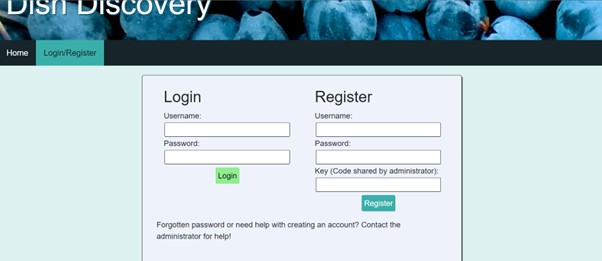 Dish Discovery
Home Login/Register
Login
Username:
Password:
Login
Register
Username:
Password:
Key (Code shared by administrator):
Register
Forgotten password or need help with creating an account? Contact the
administrator for help!